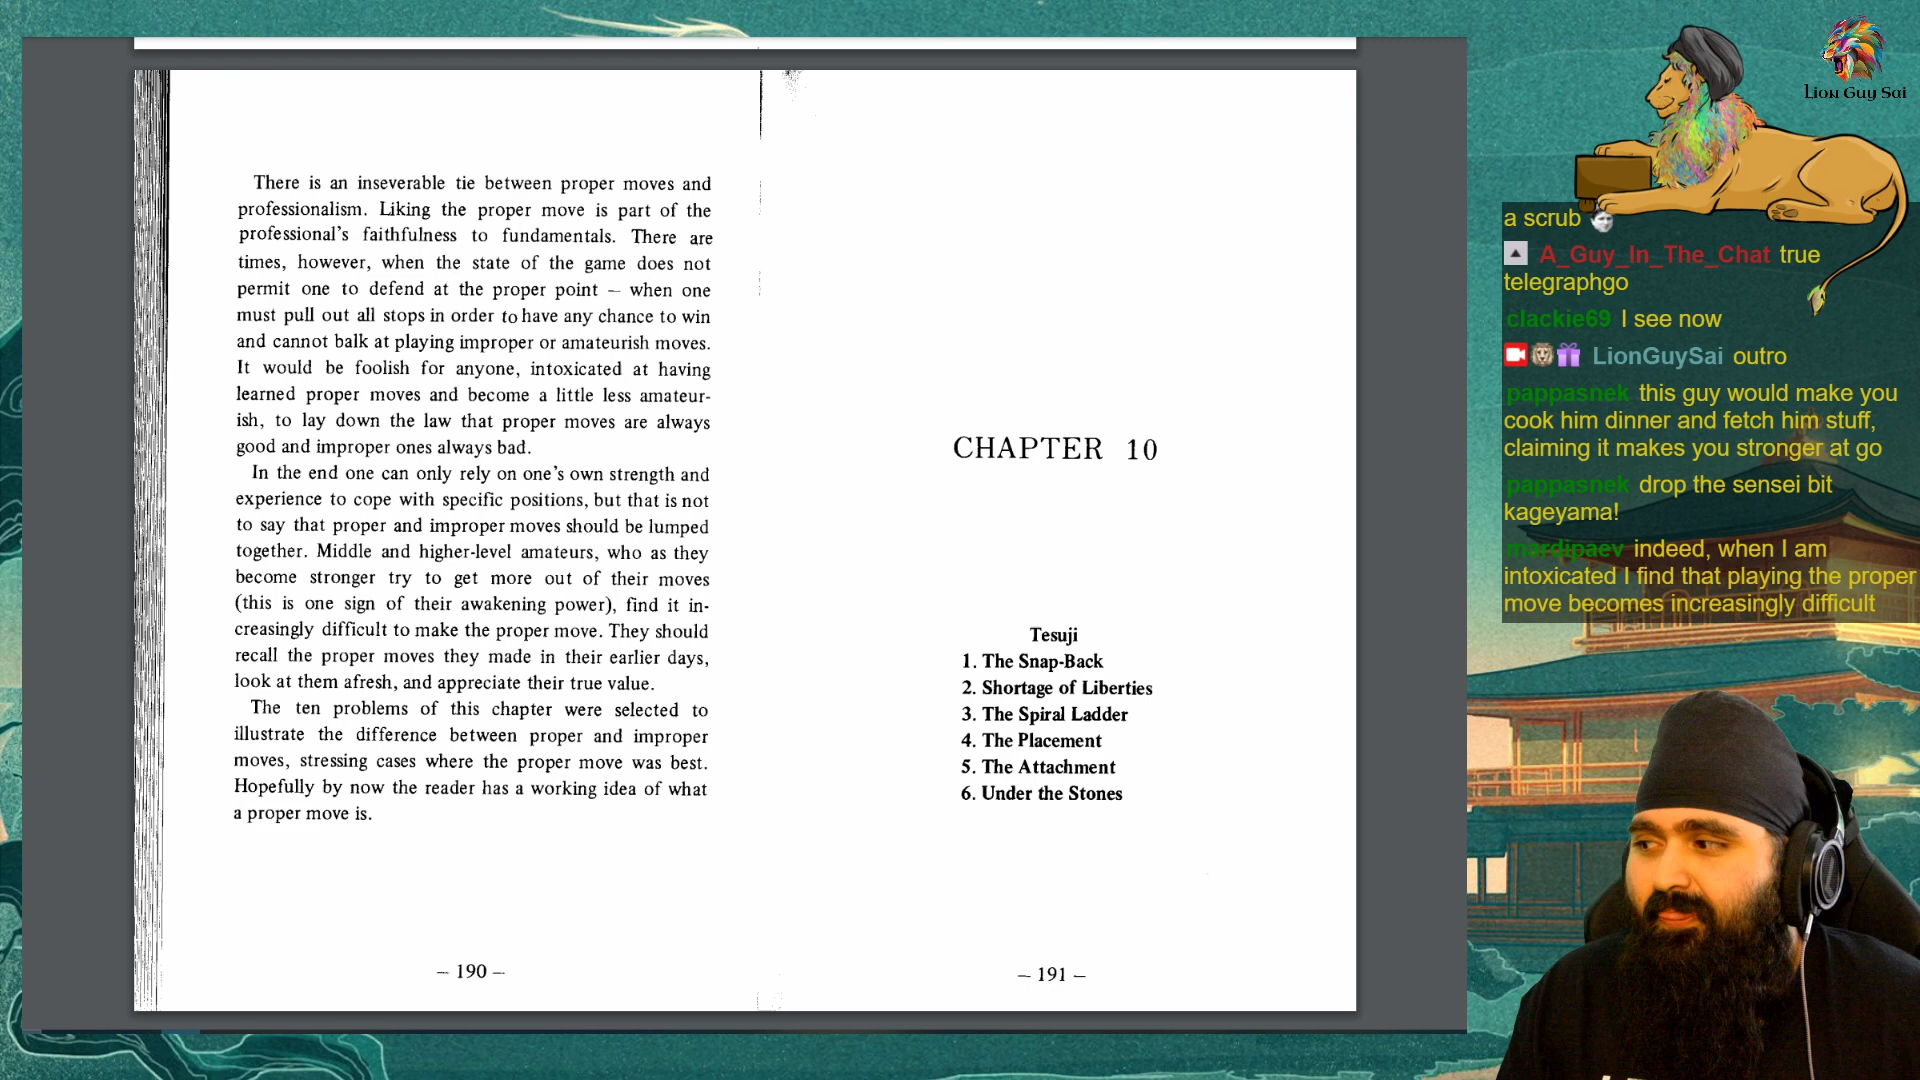 There is an inseverable tie between proper moves and
professionalism. Liking the proper move is part of the
professional's faithfulness to fundamentals. There are
times, however, when the state of the game does not
permit one to defend at the proper point – when one
must pull out all stops in order to have any chance to win
and cannot balk at playing improper or amateurish moves.
It would be foolish for anyone, intoxicated at having
learned proper moves and become a little less amateur-
ish, to lay down the law that proper moves are always
good and improper ones always bad.
In the end one can only rely on one's own strength and
experience to cope with specific positions, but that is not
to say that proper and improper moves should be lumped
together. Middle and higher-level amateurs, who as they
become stronger try to get more out of their moves
(this is one sign of their awakening power), find it in-
creasingly difficult to make the proper move. They should
recall the proper moves they made in their earlier days,
look at them afresh, and appreciate their true value.
The ten problems of this chapter were selected to
illustrate the difference between proper and improper
moves, stressing cases where the proper move was best.
Hopefully by now the reader has a working idea of what
a proper move is.
– 190 –
CHAPTER 10
Tesuji
1. The Snap-Back
2. Shortage of Liberties
3. The Spiral Ladder
4. The Placement
5. The Attachment
6. Under the Stones
– 191 –
Lion Guy Sai
a scrub
A_Guy_In_The_Chat true
telegraphgo
clackie69 I see now
LionGuySai outro
pappasnek this guy would make you
cook him dinner and fetch him stuff,
claiming it makes you stronger at go
pappasnek drop the sensei bit
kageyama!
mardipaev indeed, when I am
intoxicated I find that playing the proper
move becomes increasingly difficult